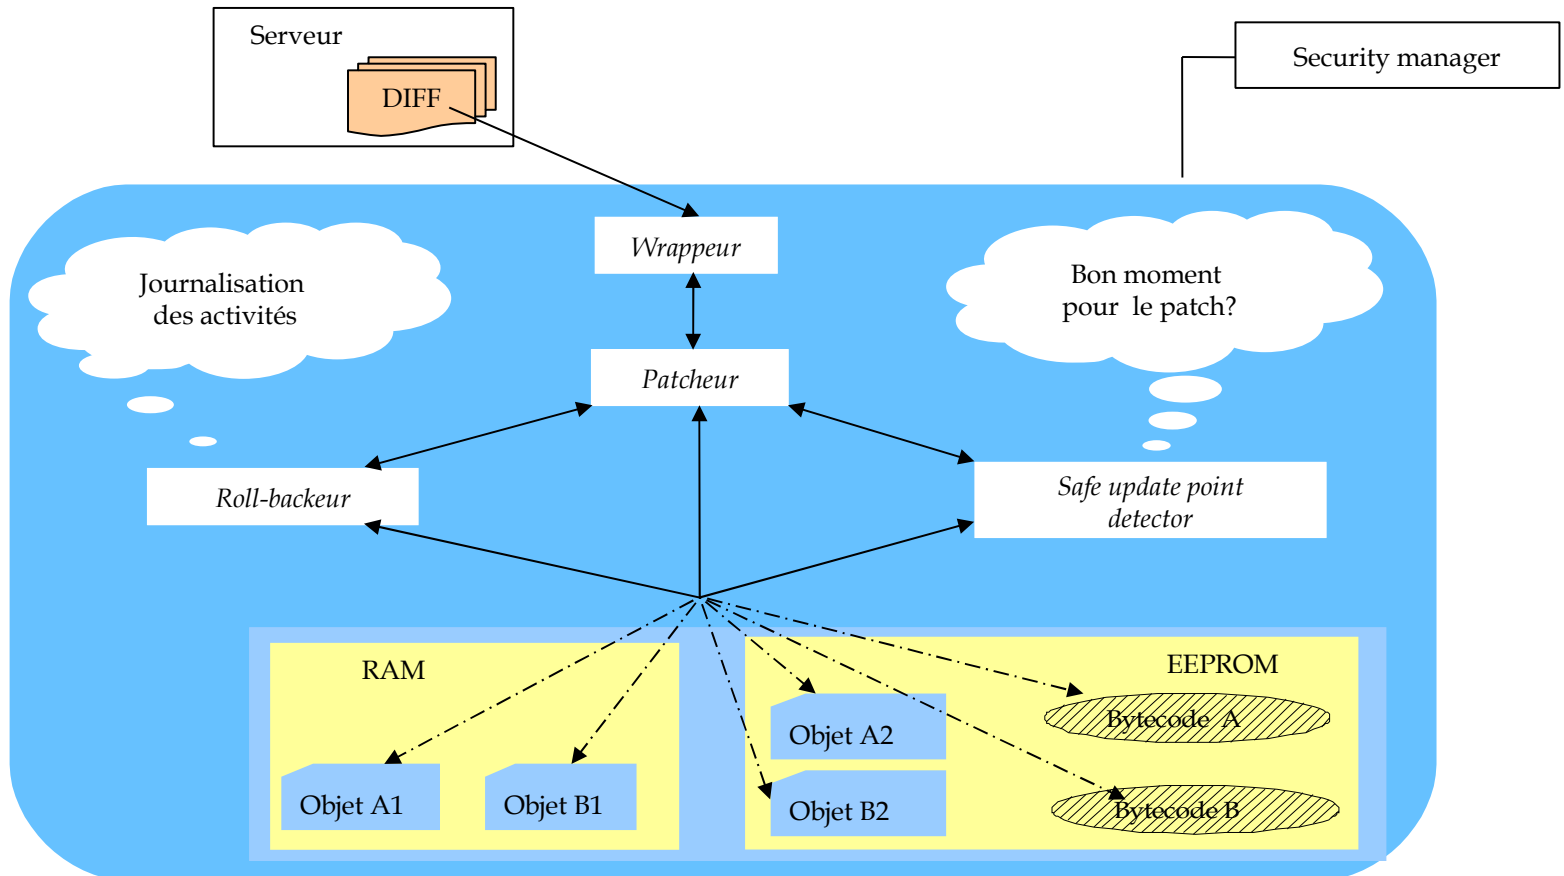 Serveur
DIFF
Security manager
Wrappeur
Journalisation
des activités
Bon moment
pour le patch?
Patcheur
Roll-backeur
Safe update point
detector
RAM
EEPROM
Objet A1
Objet B1
Objet A2
Objet B2
Bytecode A
Bytecode B